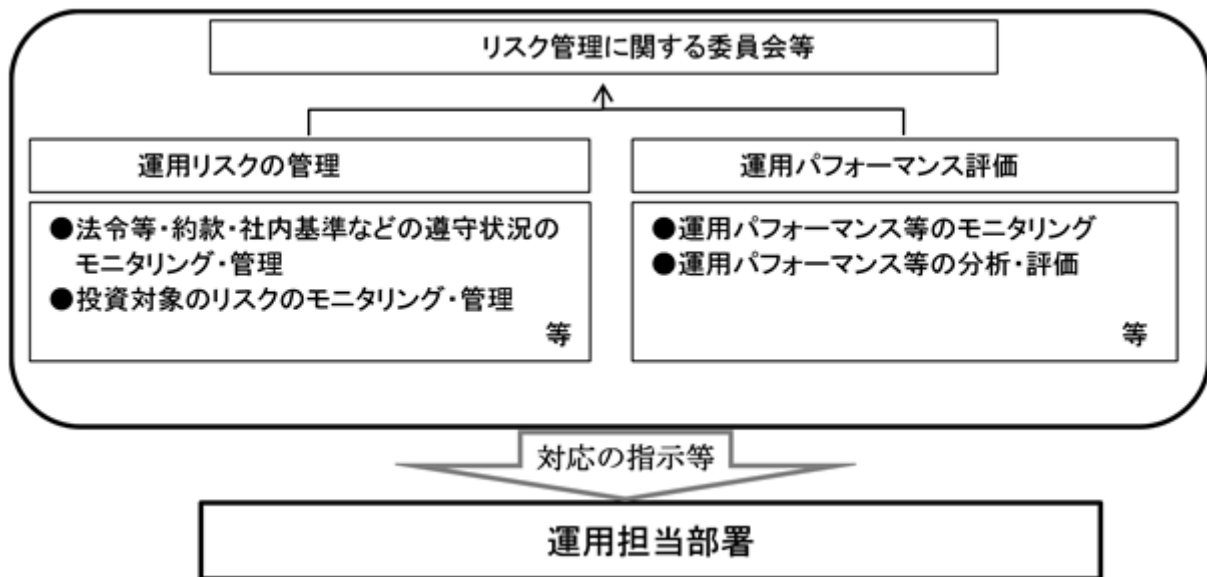 リスク管理に関する委員会等
運用リスクの管理
●法令等・約款・社内基準などの遵守状況の
モニタリング・管理
●投資対象のリスクのモニタリング・管理
等
運用パフォーマンス評価
●運用パフォーマンス等のモニタリング
●運用パフォーマンス等の分析・評価
等
対応の指示等
運用担当部署